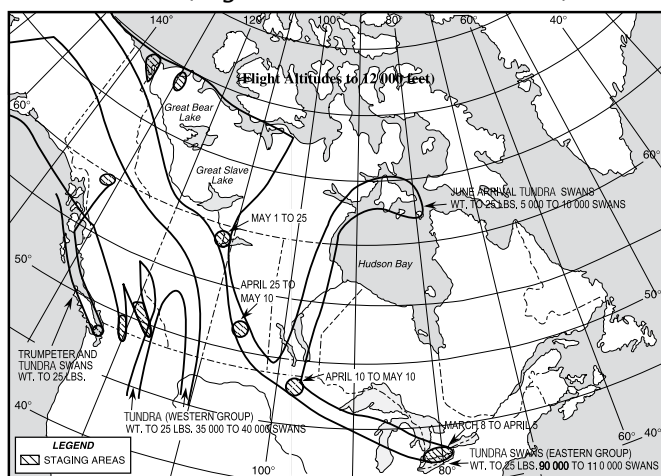 140°
120°
100°
80°
60°
40°
(Flight Altitudes to 12 000 feet)
60°
Great Bear
Lake
Great Slave
Lake
60°
JUNE ARRIVAL TUNDRA SWANS
WT. TO 25 LBS, 5 000 TO 10 000 SWANS
MAY 1 TO 25
Hudson Bay
50°
APRIL 25 TO
MAY 10
50°
TRUMPETER AND
TUNDRA SWANS
WT. TO 25 LBS.
APRIL 10 TO MAY 10
40°
TUNDRA (WESTERN GROUP)
WT. TO 25 LBS. 35 000 TO 40 000 SWANS
MARCH 8 TO APRIL 5
60°
LEGEND
STAGING AREAS
TUNDRA SWANS (EASTERN GROUP)
WT. TO 25 LBS. 90 000 TO 110 000 SWANS
100°
80°